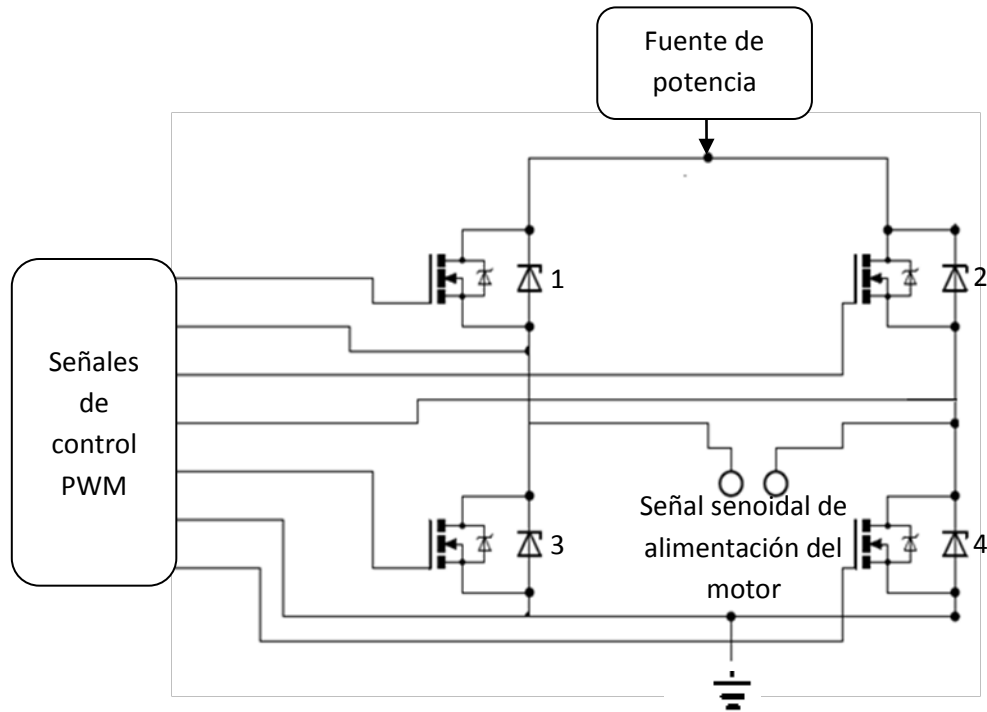 Fuente de
potencia
1
2
Señales
de
control
PWM
Señal senoidal de
alimentación del
motor
3
4